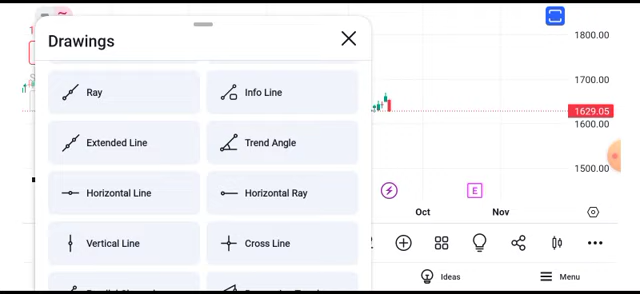 Drawings
1800.00
Ray
Info Line
1700.00
1629.05
1600.00
Extended Line
Trend Angle
1500.00
Horizontal Line
Horizontal Ray
E
Oct
Nov
Vertical Line
Cross Line
Ideas
Menu